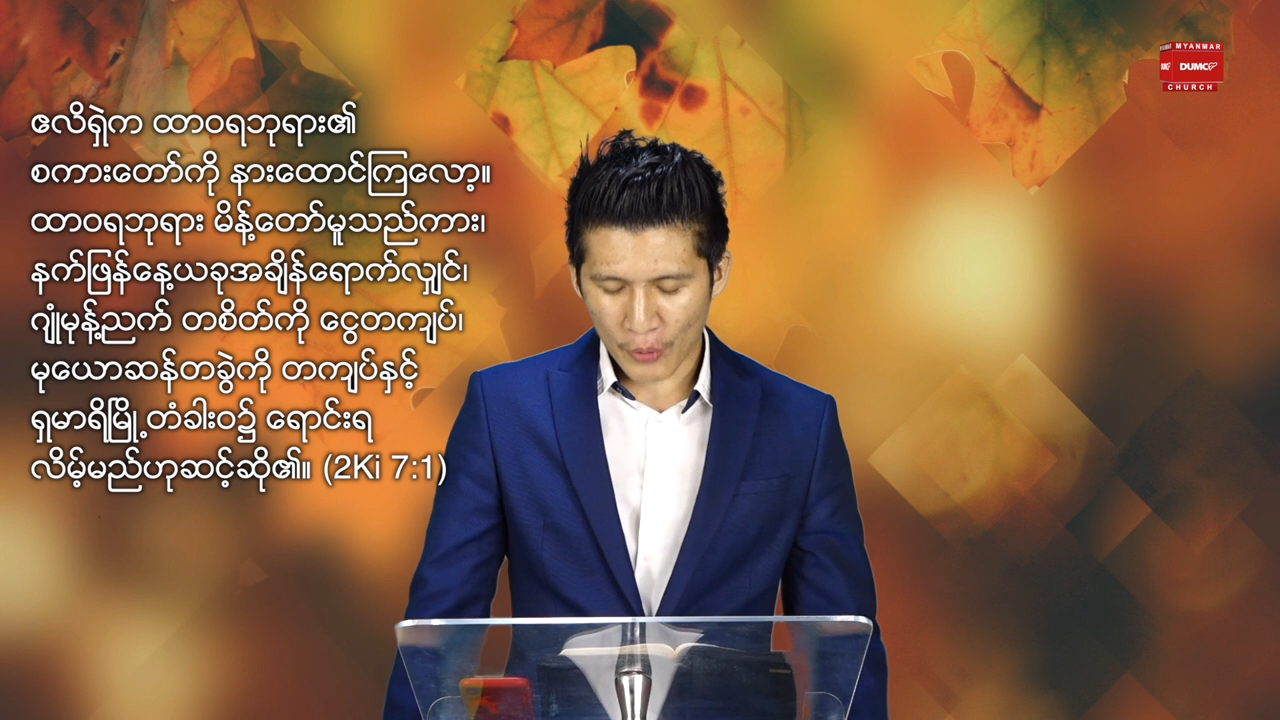 ဧလိရှဲက ထာဝရဘုရား၏
စကားတော်ကို နားထောင်ကြလော့။
ထာဝရဘုရား မိန့်တော်မူသည်ကား၊
နက်ဖြန်နေ့ယခုအချိန်ရောက်လျှင်၊
ဂျုံမုန့်ညက် တစိတ်ကို ငွေတကျပ်၊
မုယောဆန်တခွဲကို တကျပ်နှင့်
ရှမာရိမြို့တံခါးဝ၌ ရောင်းရ
လိမ့်မည်ဟုဆင့်ဆို၏။ (2Ki 7:1)
MYANMAR
DUMC
CHURCH